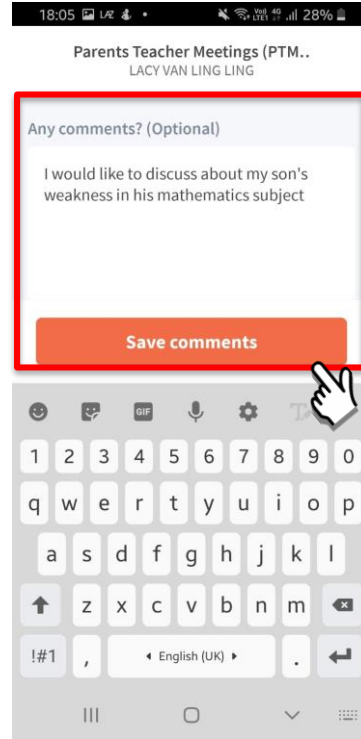 18:05 28%
Parents Teacher Meetings (PTM..
LACY VAN LING LING
Any comments? (Optional)
I would like to discuss about my son's
weakness in his mathematics subject
Save comments
GIF
1 2 3 4 5 6 7 8 9 0
q w e r t y u i o p
a s d f g h j k l
z x c v b n m
!#1 , English (UK) .